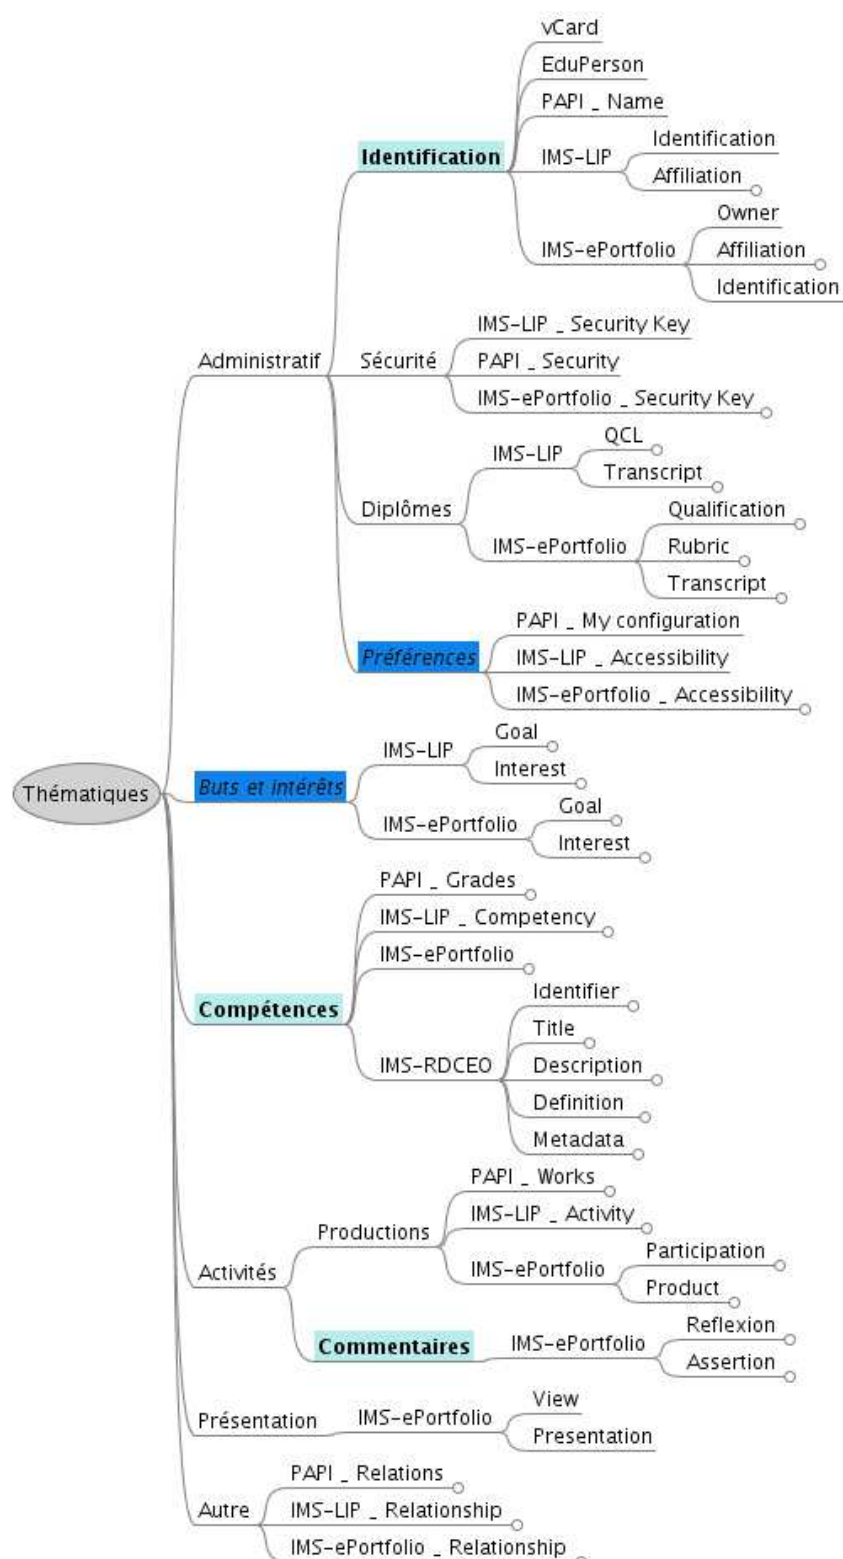 Thématiques
Administratif
Identification
vCard
EduPerson
PAPI _ Name
IMS-LIP
Identification
Affiliation
IMS-ePortfolio
Owner
Affiliation
Identification
Sécurité
IMS-LIP _ Security Key
PAPI _ Security
IMS-ePortfolio _ Security Key
Diplômes
IMS-LIP
QCL
Transcript
IMS-ePortfolio
Qualification
Rubric
Transcript
Préférences
PAPI _ My configuration
IMS-LIP _ Accessibility
IMS-ePortfolio _ Accessibility
Buts et intérêts
IMS-LIP
Goal
Interest
IMS-ePortfolio
Goal
Interest
Compétences
PAPI _ Grades
IMS-LIP _ Competency
IMS-ePortfolio
IMS-RDCEO
Identifier
Title
Description
Definition
Metadata
Activités
Productions
PAPI _ Works
IMS-LIP _ Activity
IMS-ePortfolio
Participation
Product
Commentaires
IMS-ePortfolio
Reflexion
Assertion
Présentation
IMS-ePortfolio
View
Presentation
Autre
PAPI _ Relations
IMS-LIP _ Relationship
IMS-ePortfolio _ Relationship